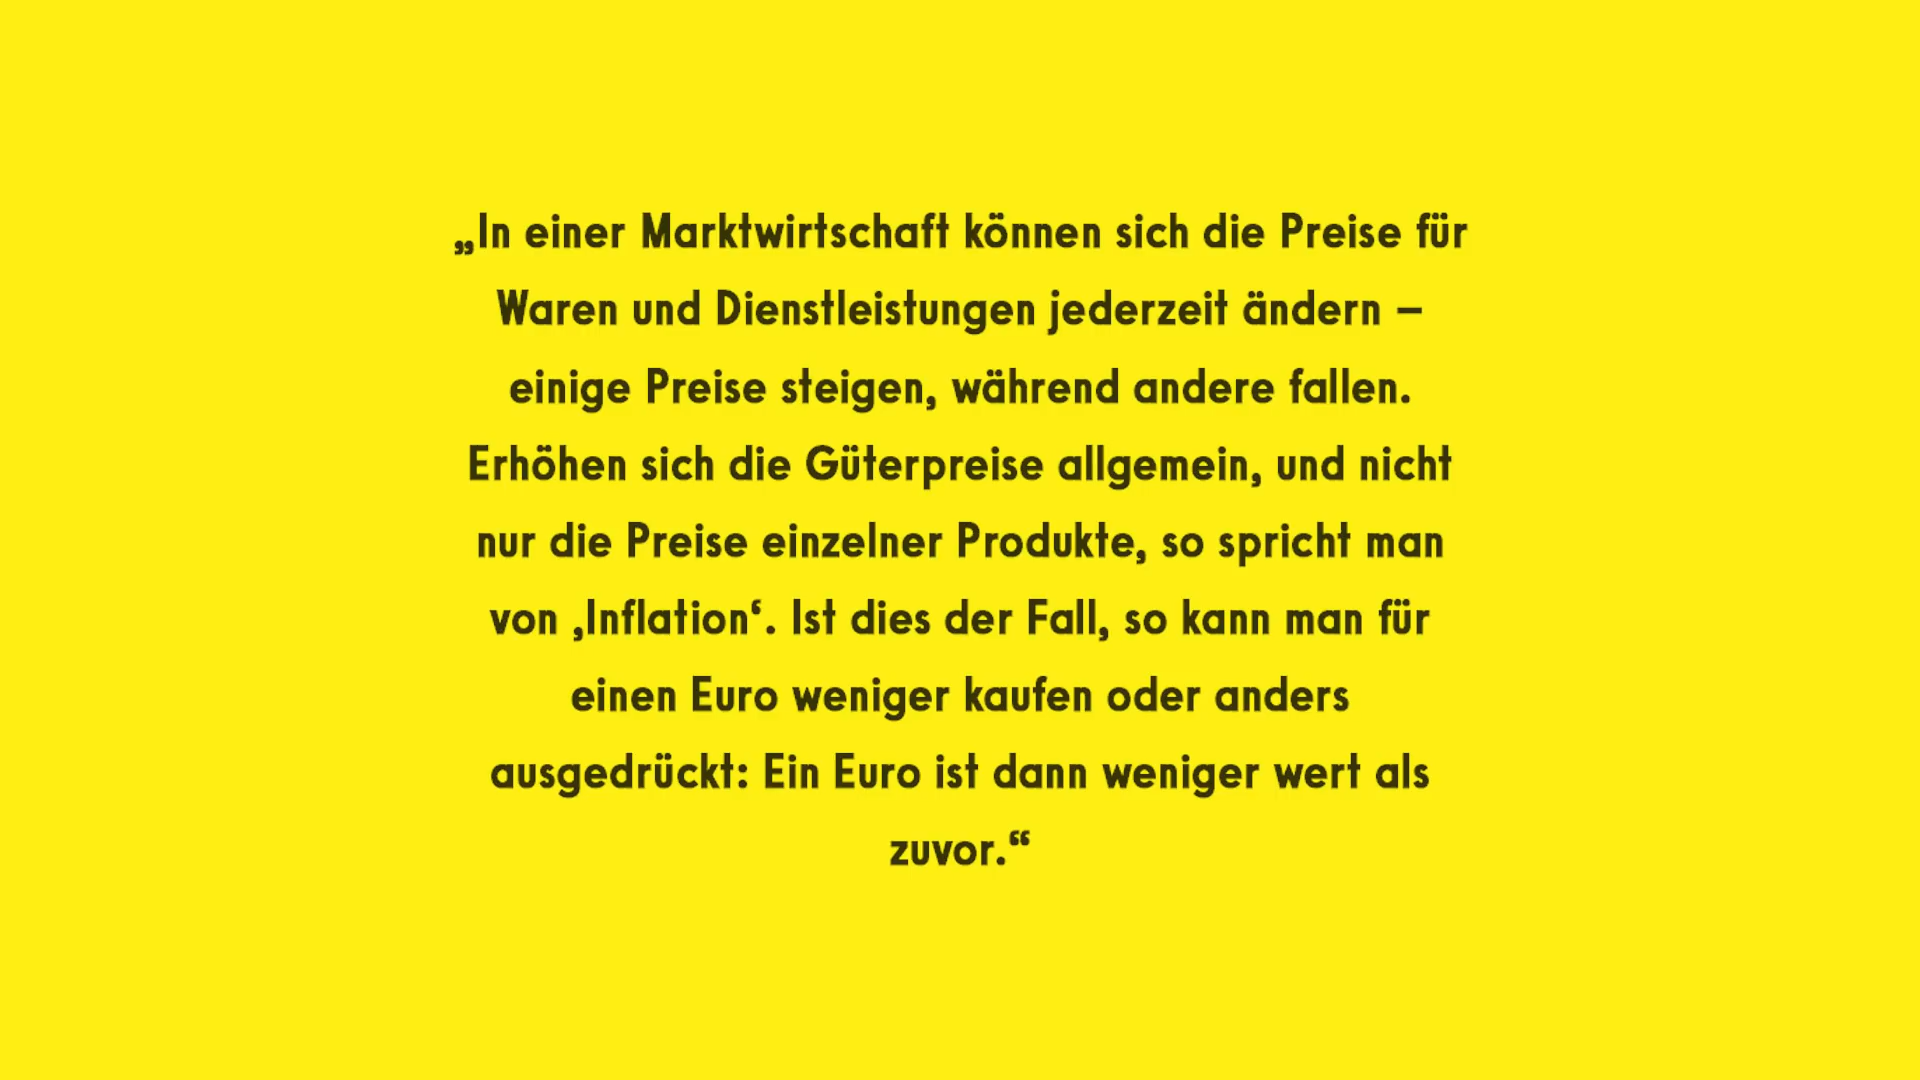 „In einer Marktwirtschaft können sich die Preise für
Waren und Dienstleistungen jederzeit ändern –
einige Preise steigen, während andere fallen.
Erhöhen sich die Güterpreise allgemein, und nicht
nur die Preise einzelner Produkte, so spricht man
von ‚Inflation‘. Ist dies der Fall, so kann man für
einen Euro weniger kaufen oder anders
ausgedrückt: Ein Euro ist dann weniger wert als
zuvor.“